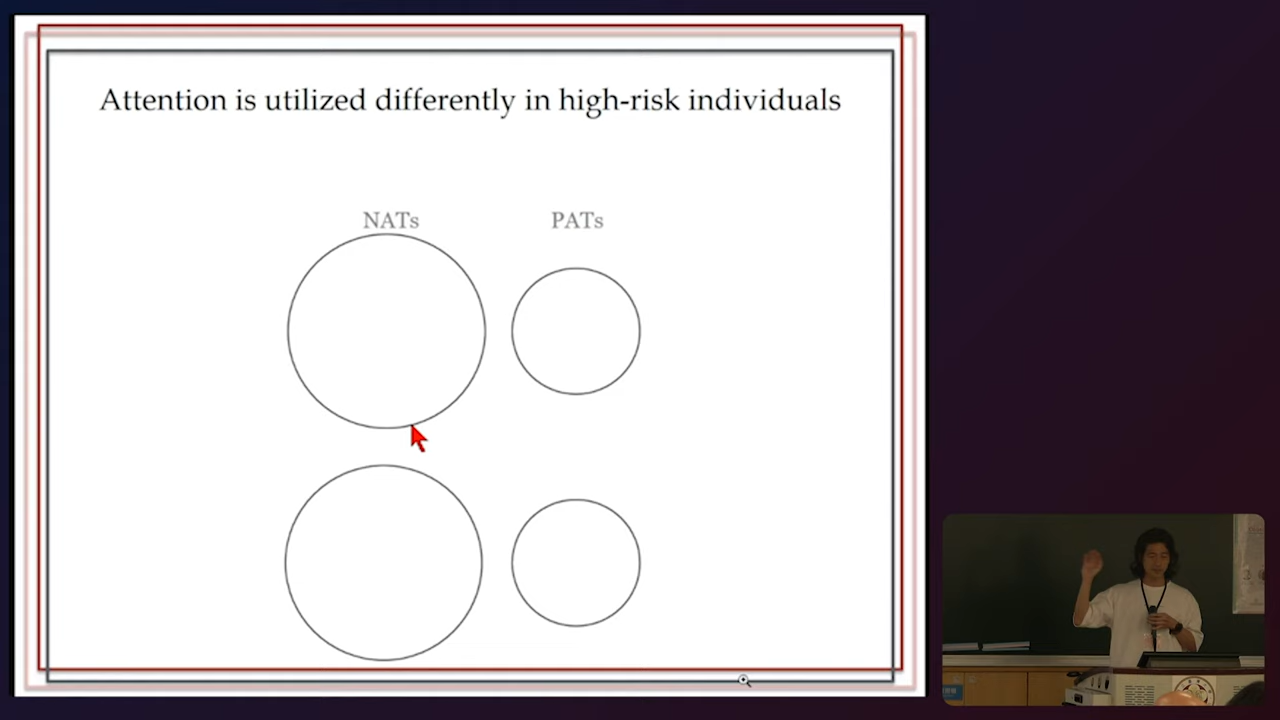 Attention is utilized differently in high-risk individuals
NATs PATs